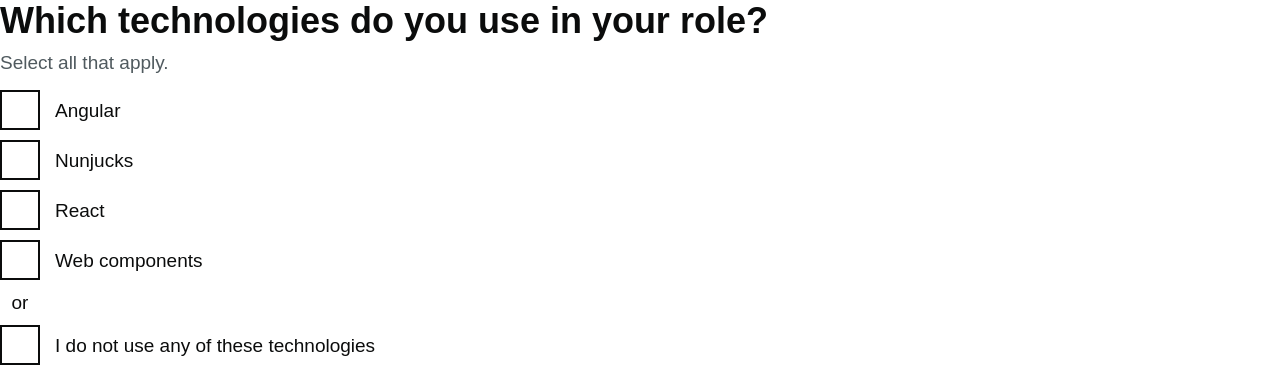 Which technologies do you use in your role?
Select all that apply.
Angular
Nunjucks
React
Web components
or
I do not use any of these technologies